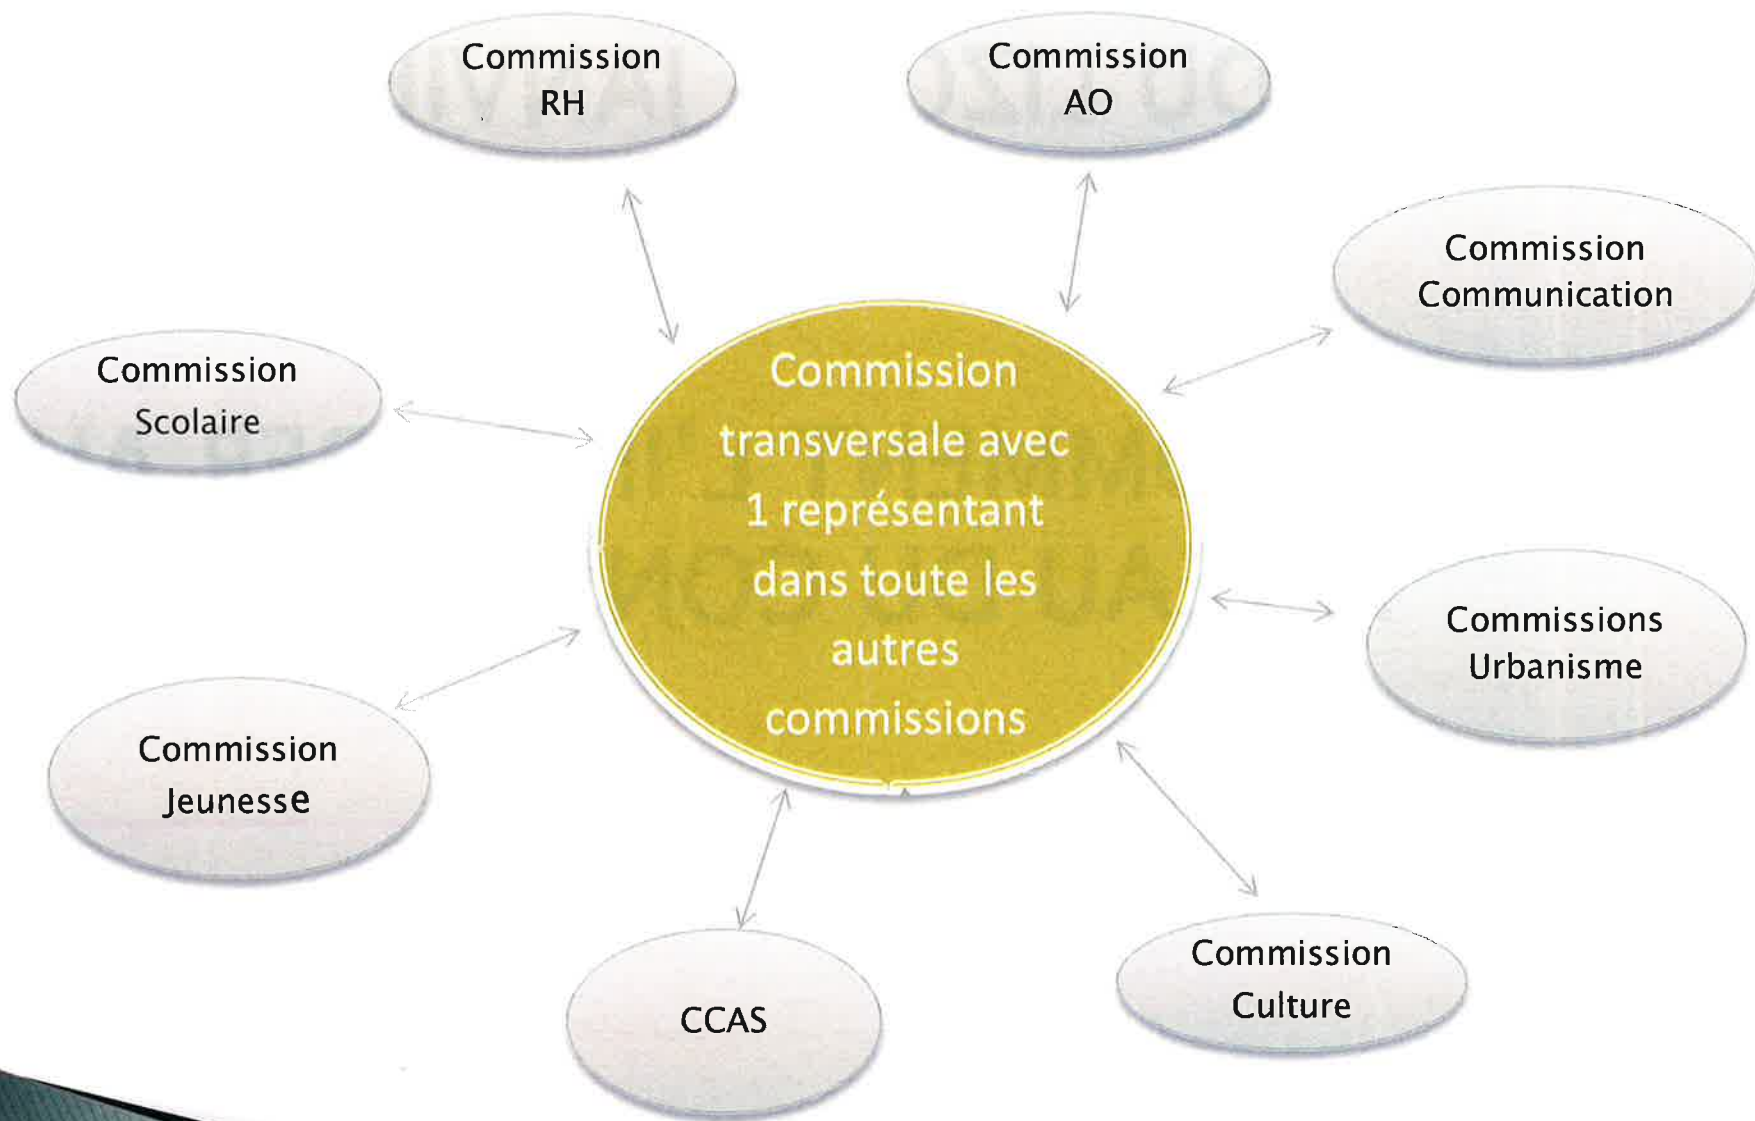 Commission
RH
Commission
AO
Commission
Communication
Commission
Scolaire
Commission
transversale avec
1 représentant
dans toute les
autres
commissions
Commissions
Urbanisme
Commission
Jeunesse
Commission
Culture
CCAS